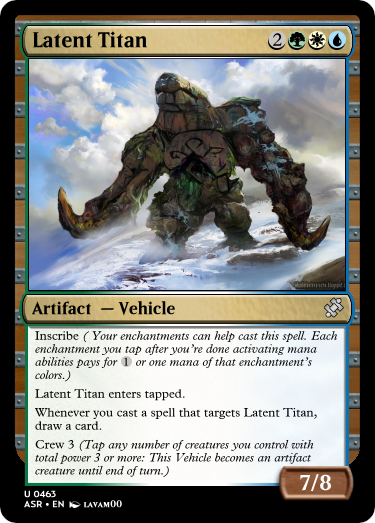 Latent Titan 2
Artifact — Vehicle
Inscribe ( Your enchantments can help cast this spell. Each
enchantment you tap after you're done activating mana
abilities pays for 1 or one mana of that enchantment's
colors.)
Latent Titan enters tapped.
Whenever you cast a spell that targets Latent Titan,
draw a card.
Crew 3 (Tap any number of creatures you control with
total power 3 or more: This Vehicle becomes an artifact
creature until end of turn.)
7/8
U 0463
ASR • EN LAVAM00